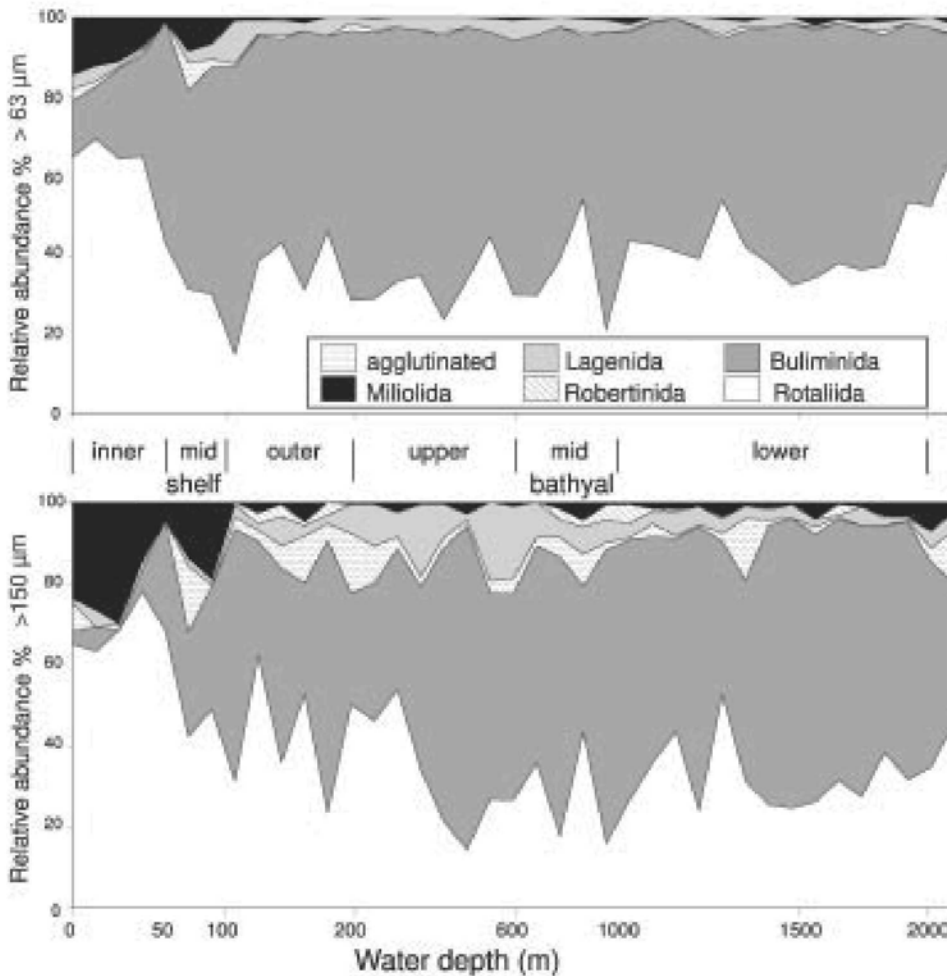 Relative abundance % > 63 µm
100
80
60
40
20
0
agglutinated Lagenida Buliminida
Miliolida Robertinida Rotaliida
inner mid outer upper mid lower
shelf bathyal
Relative abundance % >150 µm
100
80
60
40
20
0
0 50 100 200 600 1000 1500 2000
Water depth (m)